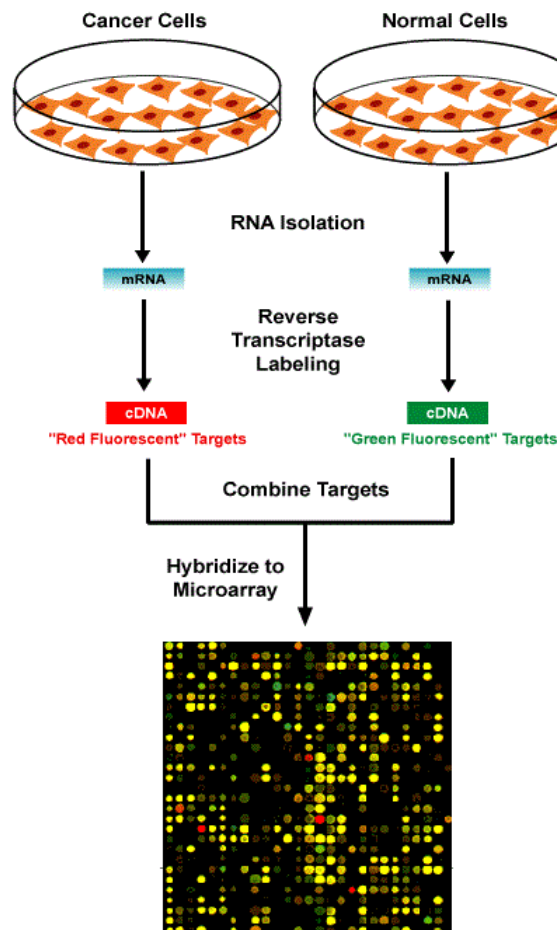 Cancer Cells
Normal Cells
RNA Isolation
mRNA
mRNA
Reverse
Transcriptase
Labeling
cDNA
cDNA
"Red Fluorescent" Targets
"Green Fluorescent" Targets
Combine Targets
Hybridize to
Microarray